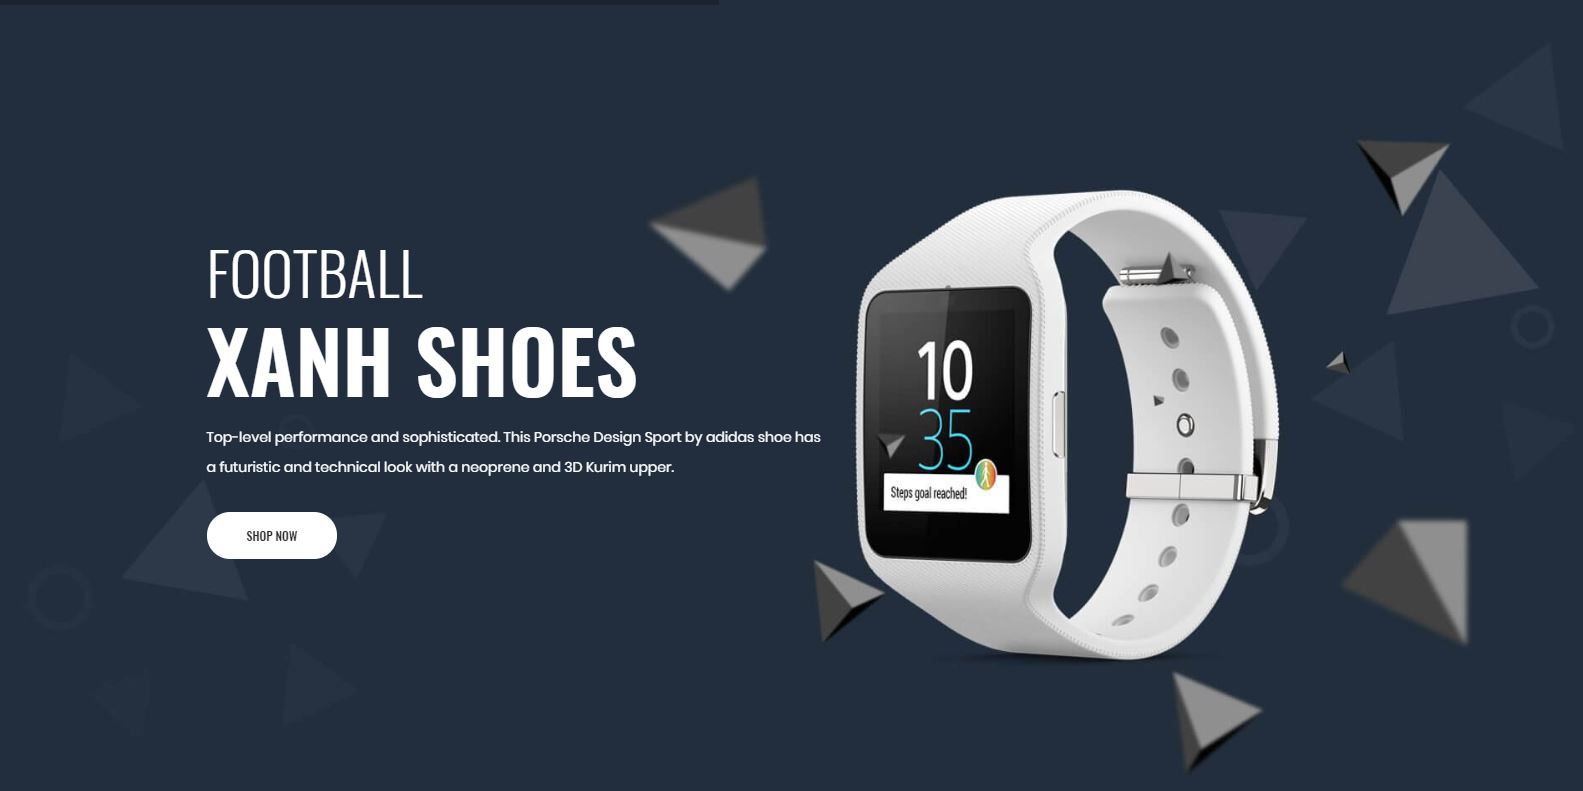 FOOTBALL
XANH SHOES
Top-level performance and sophisticated. This Porsche Design Sport by adidas shoe has
a futuristic and technical look with a neoprene and 3D Kurim upper.
SHOP NOW
10
35
Steps goal reached!